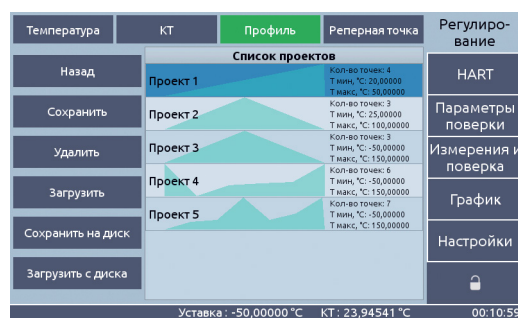 Температура КТ Профиль Реперная точка Регулиро-
вание
Список проектов
Назад
Сохранить
Удалить
Загрузить
Сохранить на диск
Загрузить с диска
Проект 1
Кол-во точек: 4
Т мин, °C: 20,00000
Т макс, °C: 50,00000
Проект 2
Кол-во точек: 3
Т мин, °C: 25,00000
Т макс, °C: 100,00000
Проект 3
Кол-во точек: 3
Т мин, °C: -50,00000
Т макс, °C: 150,00000
Проект 4
Кол-во точек: 6
Т мин, °C: -50,00000
Т макс, °C: 150,00000
Проект 5
Кол-во точек: 7
Т мин, °C: -50,00000
Т макс, °C: 150,00000
HART
Параметры
поверки
Измерения и
поверка
График
Настройки
Уставка : -50,00000 °C КТ : 23,94541 °C 00:10:59